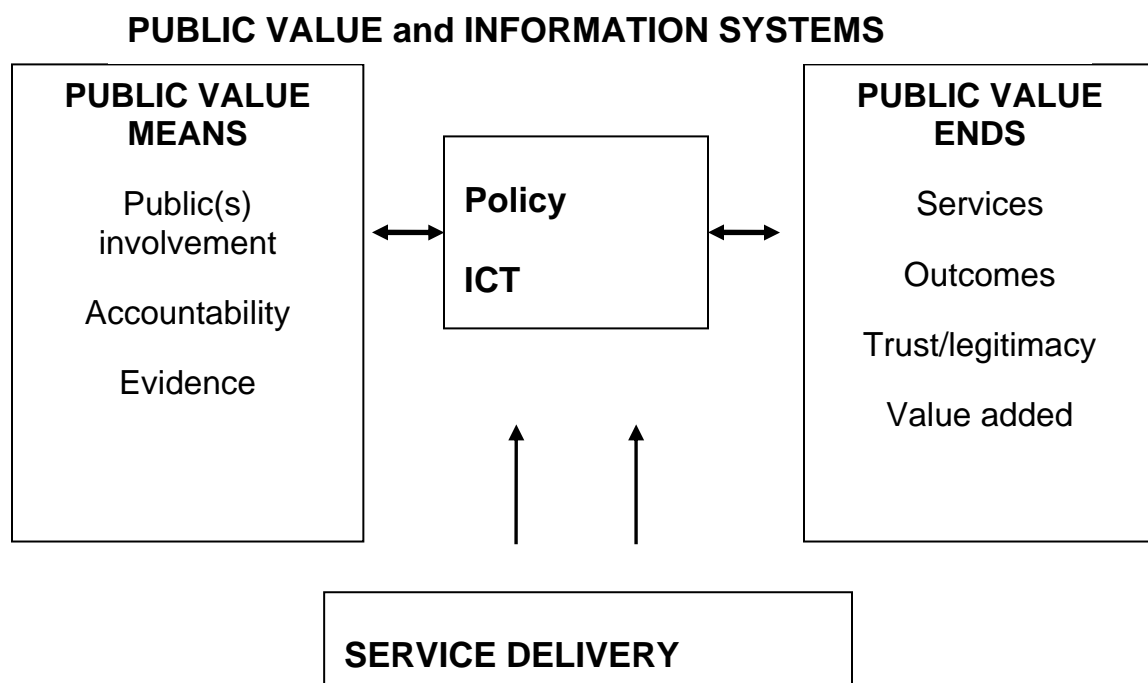 PUBLIC VALUE and INFORMATION SYSTEMS
PUBLIC VALUE
MEANS
Public(s)
involvement
Accountability
Evidence
Policy
ICT
PUBLIC VALUE
ENDS
Services
Outcomes
Trust/legitimacy
Value added
SERVICE DELIVERY